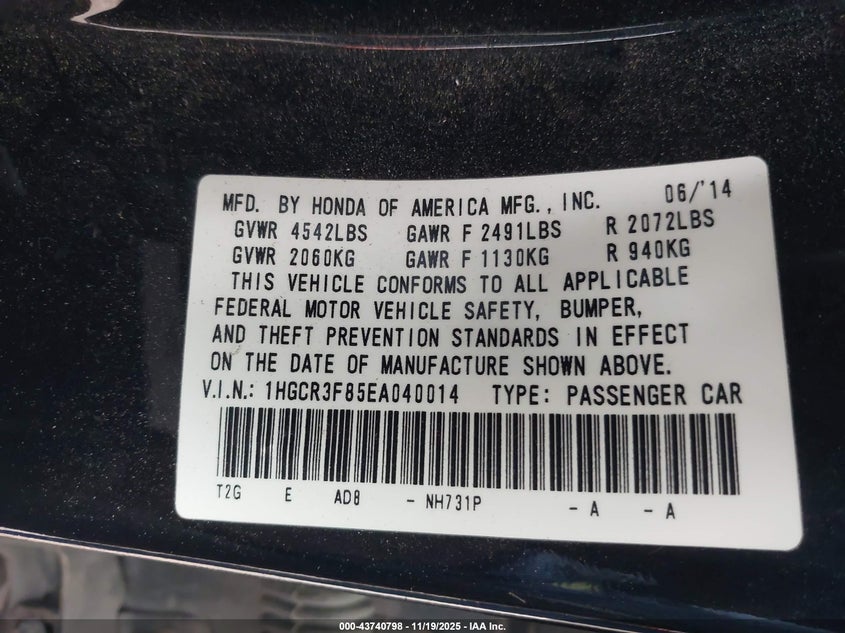 MFD. BY HONDA OF AMERICA MFG., INC. 06/'14
GVWR 4542LBS GAWR F 2491LBS R 2072LBS
GVWR 2060KG GAWR F 1130KG R 940KG
THIS VEHICLE CONFORMS TO ALL APPLICABLE
FEDERAL MOTOR VEHICLE SAFETY, BUMPER,
AND THEFT PREVENTION STANDARDS IN EFFECT
ON THE DATE OF MANUFACTURE SHOWN ABOVE.
V.I.N.: 1HGCR3F85EA040014 TYPE: PASSENGER CAR
T2G E AD8 - NH731P - A - A
000-43740798 - 11/19/2025 - IAA Inc.